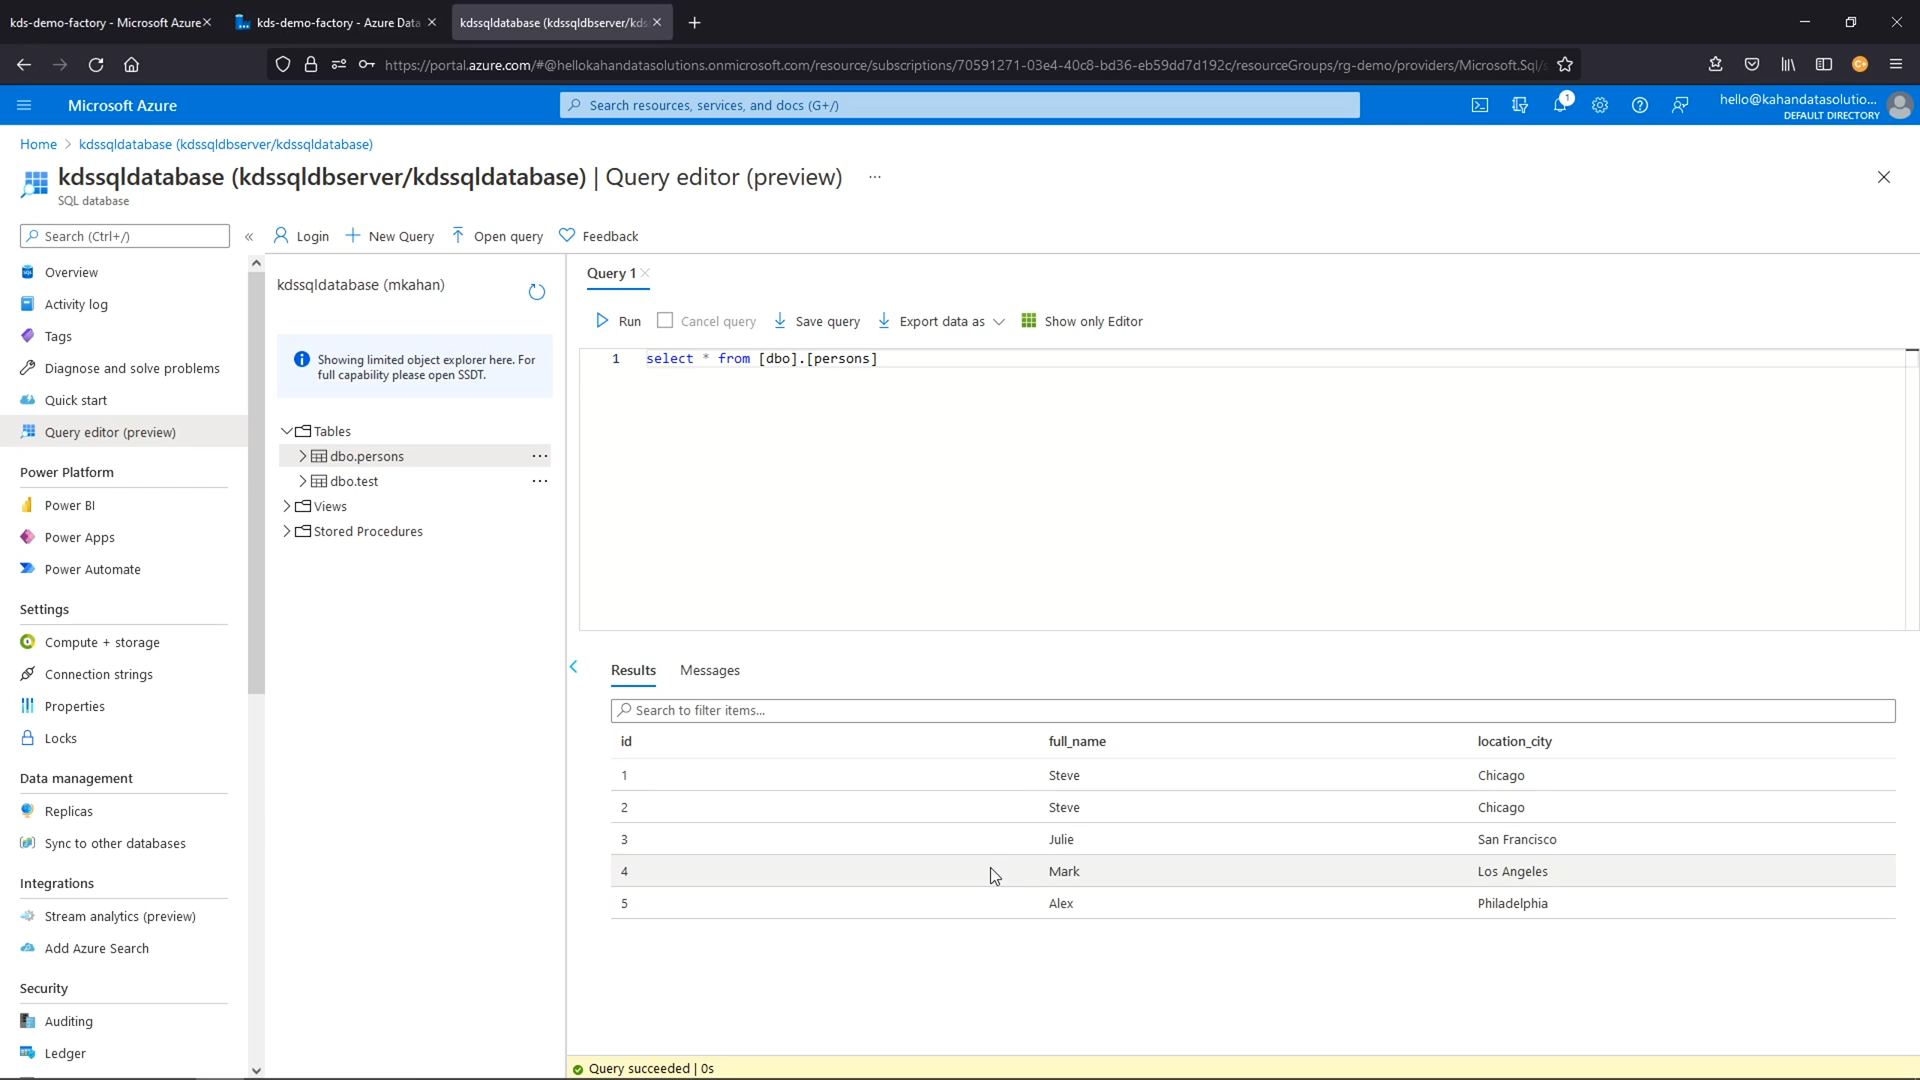 kds-demo-factory - Microsoft Azure
kds-demo-factory - Azure Data
kdssqldatabase (kdssqldbserver/kds
https://portal.azure.com/#@hellokahandatasolutions.onmicrosoft.com/resource/subscriptions/70591271-03e4-40c8-bd36-eb59dd7d192c/resourceGroups/rg-demo/providers/Microsoft.Sql/s
Microsoft Azure
Search resources, services, and docs (G+/)
1
hello@kahandatasolutio...
DEFAULT DIRECTORY
Home > kdssqldatabase (kdssqldbserver/kdssqldatabase)
kdssqldatabase (kdssqldbserver/kdssqldatabase) | Query editor (preview) ...
SQL database
Search (Ctrl+/)
Overview
Activity log
Tags
Diagnose and solve problems
Quick start
Query editor (preview)
Power Platform
Power BI
Power Apps
Power Automate
Settings
Compute + storage
Connection strings
Properties
Locks
Data management
Replicas
Sync to other databases
Integrations
Stream analytics (preview)
Add Azure Search
Security
Auditing
Ledger
Login
New Query
Open query
Feedback
kdssqldatabase (mkahan)
Showing limited object explorer here. For
full capability please open SSDT.
Tables
dbo.persons ...
dbo.test ...
Views
Stored Procedures
Query 1
Run
Cancel query
Save query
Export data as
Show only Editor
1 select * from [dbo].[persons]
Results
Messages
Search to filter items...
id full_name location_city
1 Steve Chicago
2 Steve Chicago
3 Julie San Francisco
4 Mark Los Angeles
5 Alex Philadelphia
Query succeeded | 0s